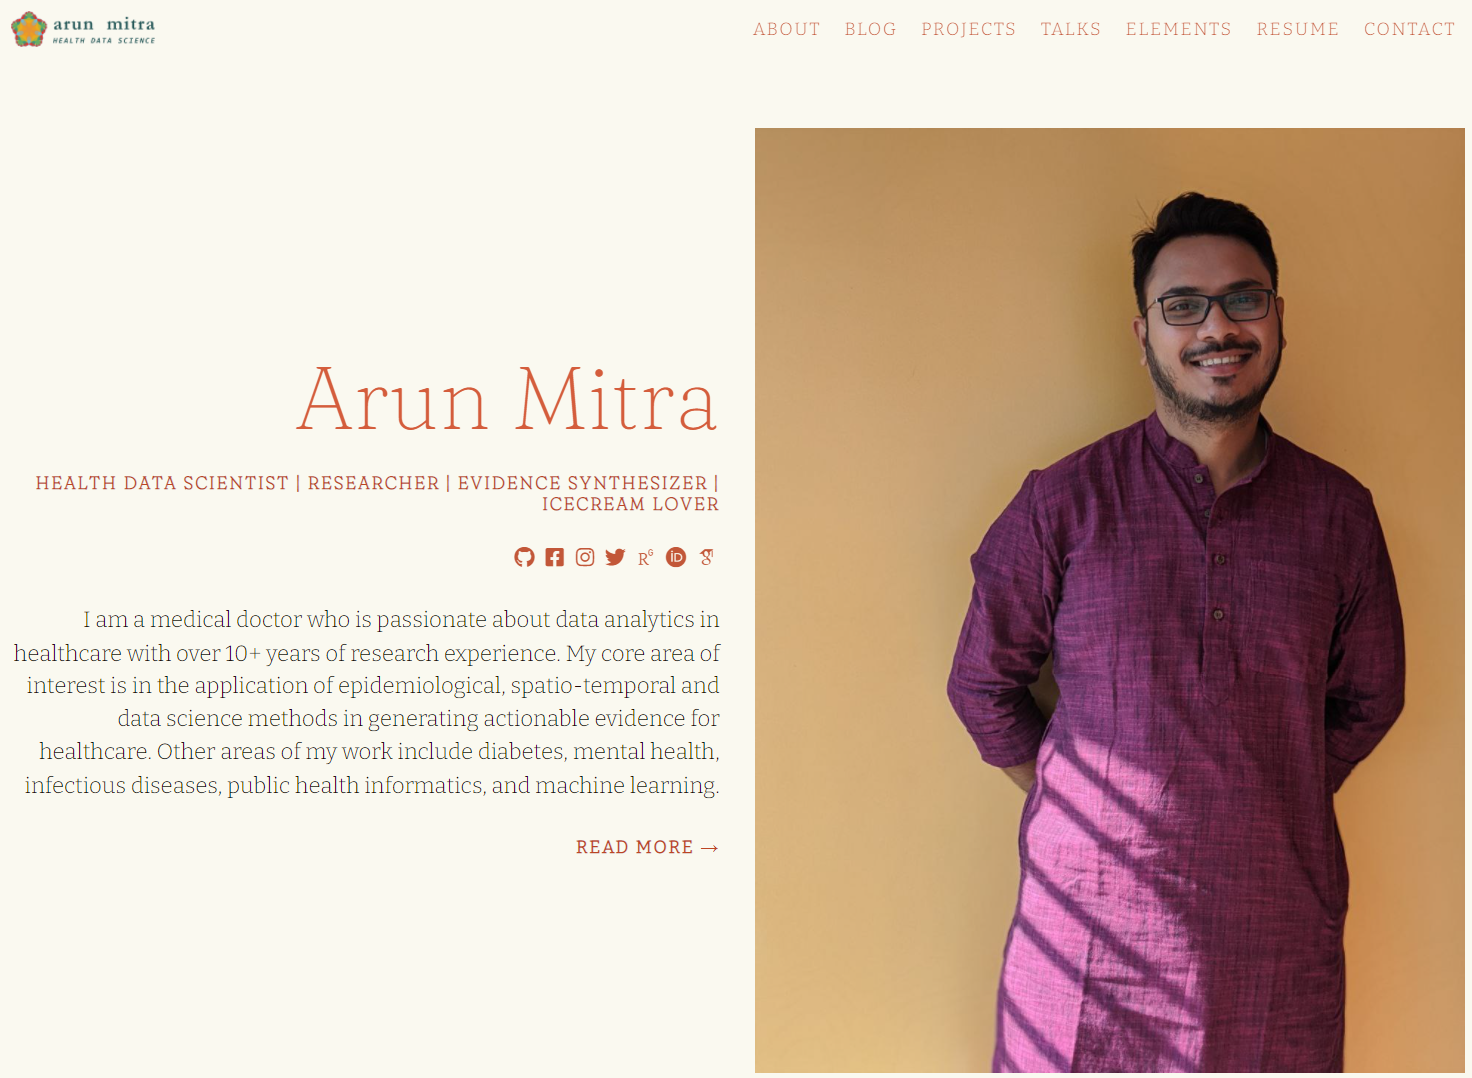 arun mitra
HEALTH DATA SCIENCE
ABOUT BLOG PROJECTS TALKS ELEMENTS RESUME CONTACT
Arun Mitra
HEALTH DATA SCIENTIST | RESEARCHER | EVIDENCE SYNTHESIZER |
ICECREAM LOVER
I am a medical doctor who is passionate about data analytics in
healthcare with over 10+ years of research experience. My core area of
interest is in the application of epidemiological, spatio-temporal and
data science methods in generating actionable evidence for
healthcare. Other areas of my work include diabetes, mental health,
infectious diseases, public health informatics, and machine learning.
READ MORE →